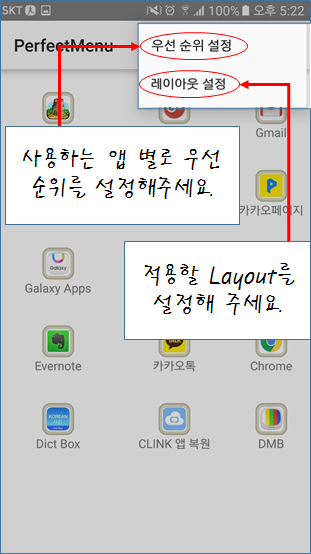 SKT 100% 오후 5:22
PerfectMenu
우선 순위 설정
레이아웃 설정
Gmail
사용하는 앱 별로 우선
순위를 설정해주세요.
카카오페이지
적용할 Layout를
설정해 주세요.
Galaxy Apps
Evernote 카카오톡 Chrome
Dict Box CLINK 앱 복원 DMB